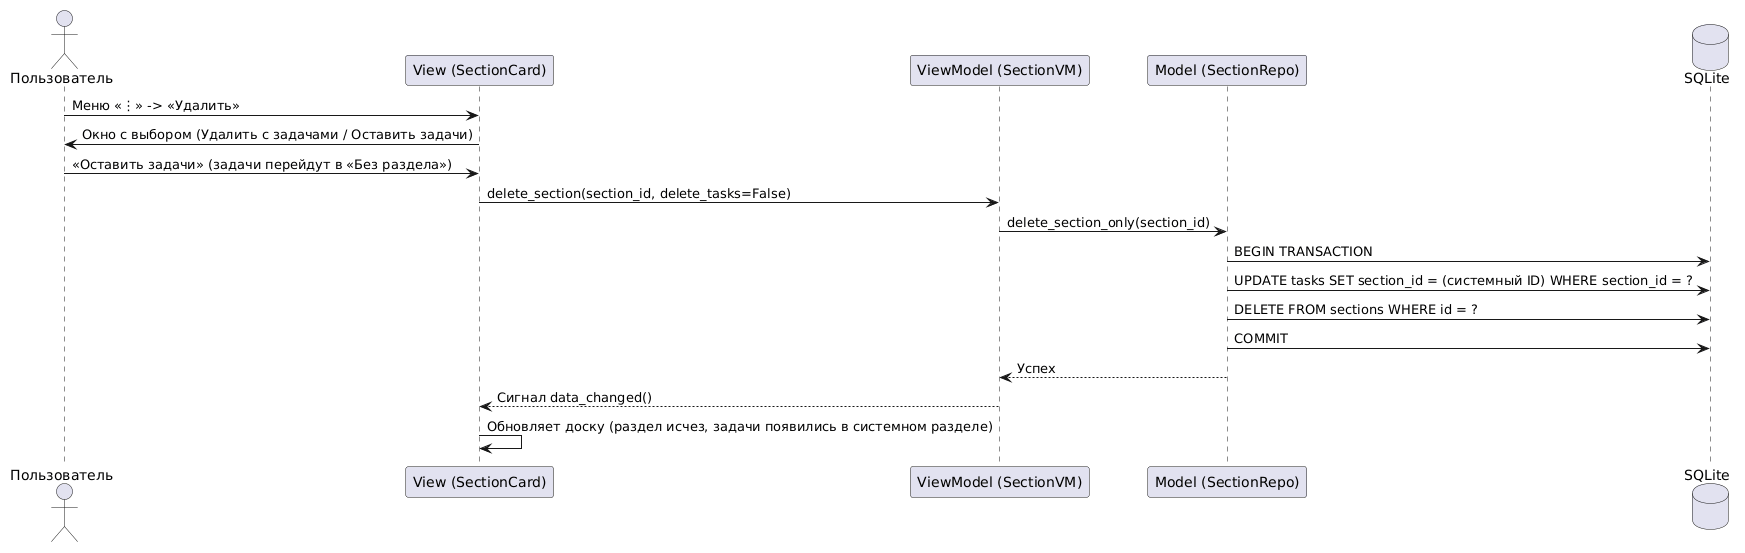 Пользователь
View (SectionCard)
ViewModel (SectionVM)
Model (SectionRepo)
SQLite
Меню «⋮» -> «Удалить»
Окно с выбором (Удалить с задачами / Оставить задачи)
«Оставить задачи» (задачи перейдут в «Без раздела»)
delete_section(section_id, delete_tasks=False)
delete_section_only(section_id)
BEGIN TRANSACTION
UPDATE tasks SET section_id = (системный ID) WHERE section_id = ?
DELETE FROM sections WHERE id = ?
COMMIT
Успех
Сигнал data_changed()
Обновляет доску (раздел исчез, задачи появились в системном разделе)
Пользователь
View (SectionCard)
ViewModel (SectionVM)
Model (SectionRepo)
SQLite